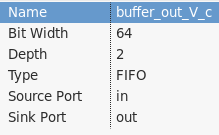 Name buffer_out_V_c
Bit Width 64
Depth 2
Type FIFO
Source Port in
Sink Port out